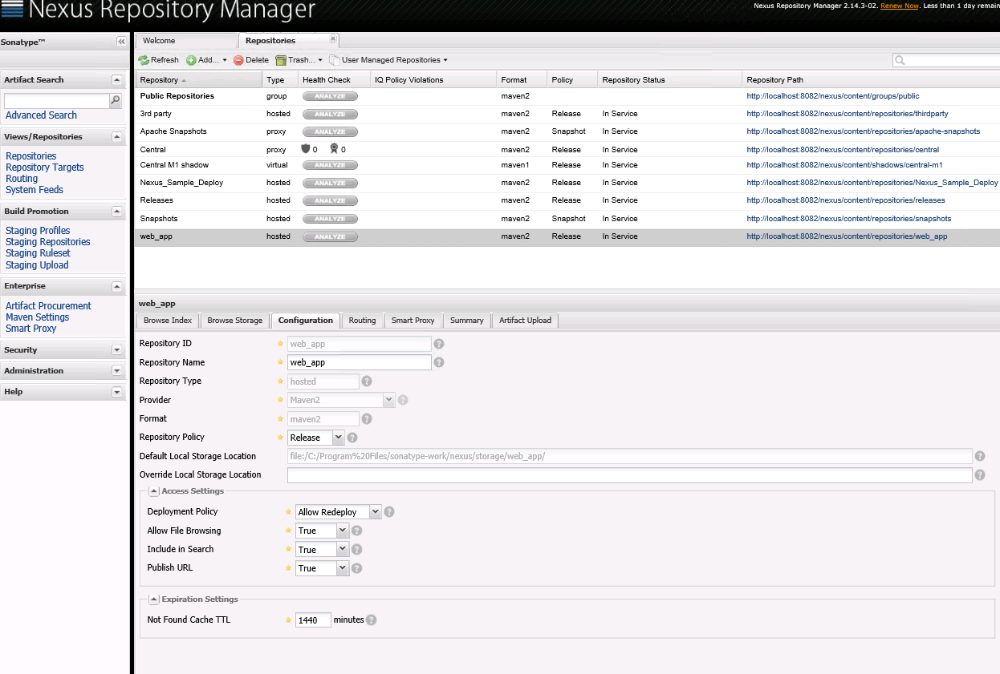 Nexus Repository Manager
Nexus Repository Manager 2.14.3-02. Renew Now. Less than 1 day remain
Sonatype™
Artifact Search
Advanced Search
Views/Repositories
Repositories
Repository Targets
Routing
System Feeds
Build Promotion
Staging Profiles
Staging Repositories
Staging Ruleset
Staging Upload
Enterprise
Artifact Procurement
Maven Settings
Smart Proxy
Security
Administration
Help
Welcome Repositories
Refresh Add... Delete Trash... User Managed Repositories
Repository Type Health Check IQ Policy Violations Format Policy Repository Status Repository Path
Public Repositories group ANALYZE maven2 http://localhost:8082/nexus/content/groups/public
3rd party hosted ANALYZE maven2 Release In Service http://localhost:8082/nexus/content/repositories/thirdparty
Apache Snapshots proxy ANALYZE maven2 Snapshot In Service http://localhost:8082/nexus/content/repositories/apache-snapshots
Central proxy 0 0 maven2 Release In Service http://localhost:8082/nexus/content/repositories/central
Central M1 shadow virtual ANALYZE maven1 Release In Service http://localhost:8082/nexus/content/shadows/central-m1
Nexus_Sample_Deploy hosted ANALYZE maven2 Release In Service http://localhost:8082/nexus/content/repositories/Nexus_Sample_Deploy
Releases hosted ANALYZE maven2 Release In Service http://localhost:8082/nexus/content/repositories/releases
Snapshots hosted ANALYZE maven2 Snapshot In Service http://localhost:8082/nexus/content/repositories/snapshots
web_app hosted ANALYZE maven2 Release In Service http://localhost:8082/nexus/content/repositories/web_app
web_app
Browse Index Browse Storage Configuration Routing Smart Proxy Summary Artifact Upload
Repository ID web_app
Repository Name web_app
Repository Type hosted
Provider Maven2
Format maven2
Repository Policy Release
Default Local Storage Location file:/C:/Program%20Files/sonatype-work/nexus/storage/web_app/
Override Local Storage Location
Access Settings
Deployment Policy Allow Redeploy
Allow File Browsing True
Include in Search True
Publish URL True
Expiration Settings
Not Found Cache TTL 1440 minutes